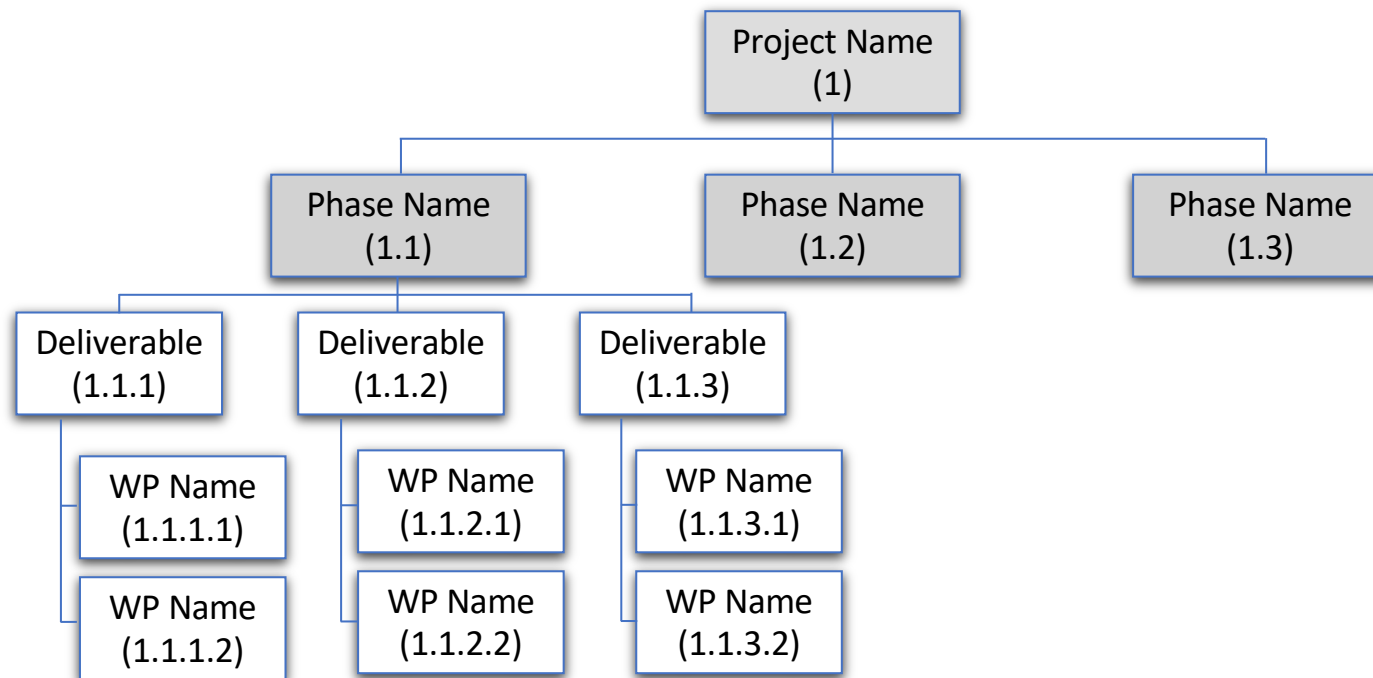 Project Name
(1)
Phase Name
(1.1)
Phase Name
(1.2)
Phase Name
(1.3)
Deliverable
(1.1.1)
Deliverable
(1.1.2)
Deliverable
(1.1.3)
WP Name
(1.1.1.1)
WP Name
(1.1.2.1)
WP Name
(1.1.3.1)
WP Name
(1.1.1.2)
WP Name
(1.1.2.2)
WP Name
(1.1.3.2)